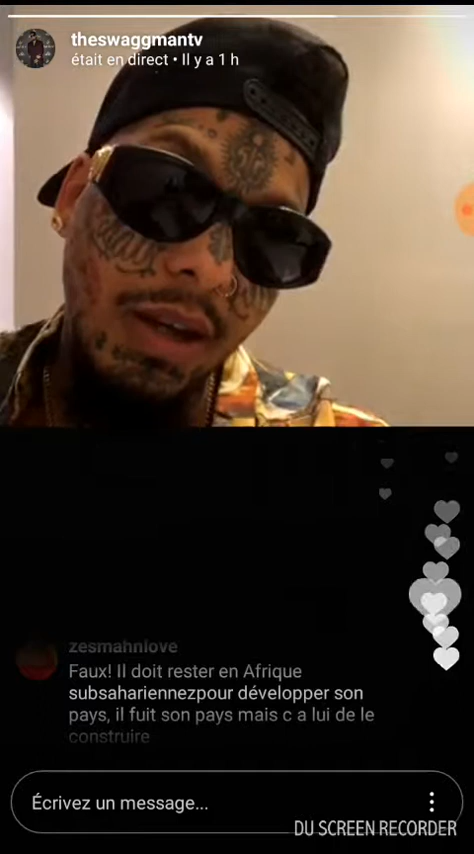 theswaggmantv
était en direct • Il y a 1 h
zesmahnlove
Faux! Il doit rester en Afrique
subsahariennezpour développer son
pays, il fuit son pays mais c a lui de le
construire
Écrivez un message...
DU SCREEN RECORDER